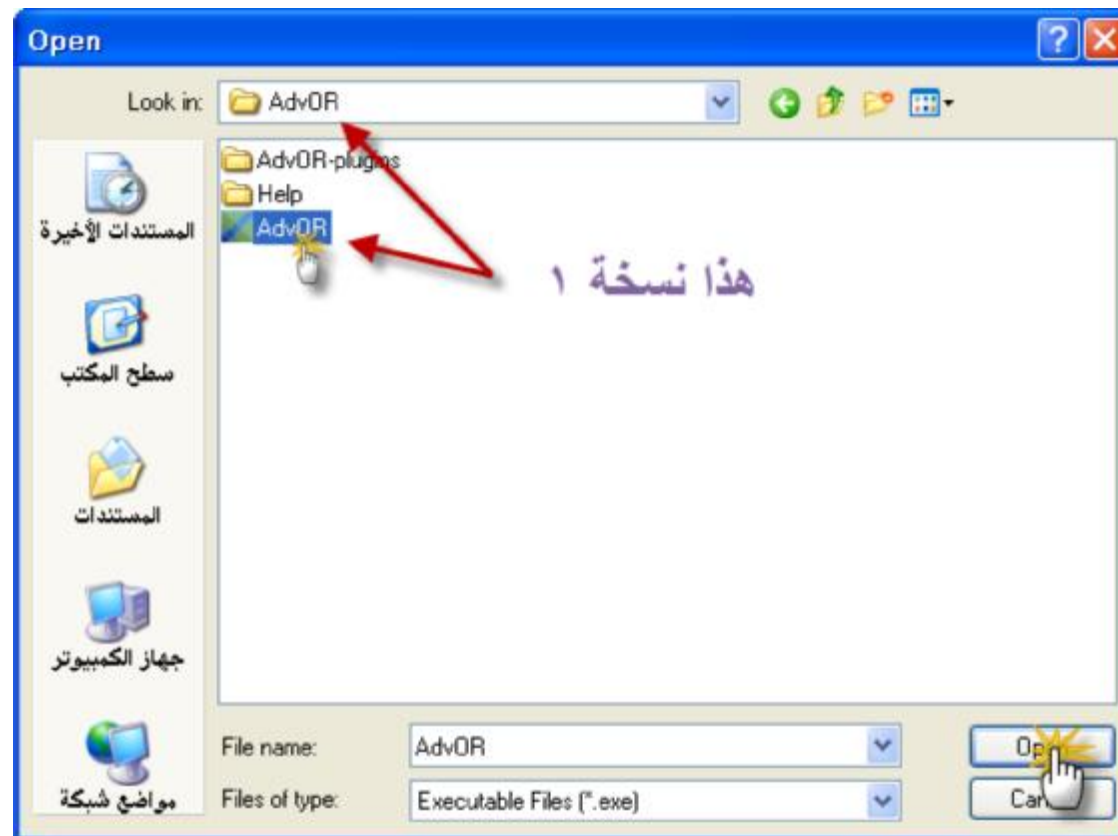 Open
Look in: AdvOR
AdvOR-plugins
Help
AdvOR
هذا نسخة ١
المستندات الأخيرة
سطح المكتب
المستندات
جهاز الكمبيوتر
مواضع شبكة
File name: AdvOR
Files of type: Executable Files (*.exe)